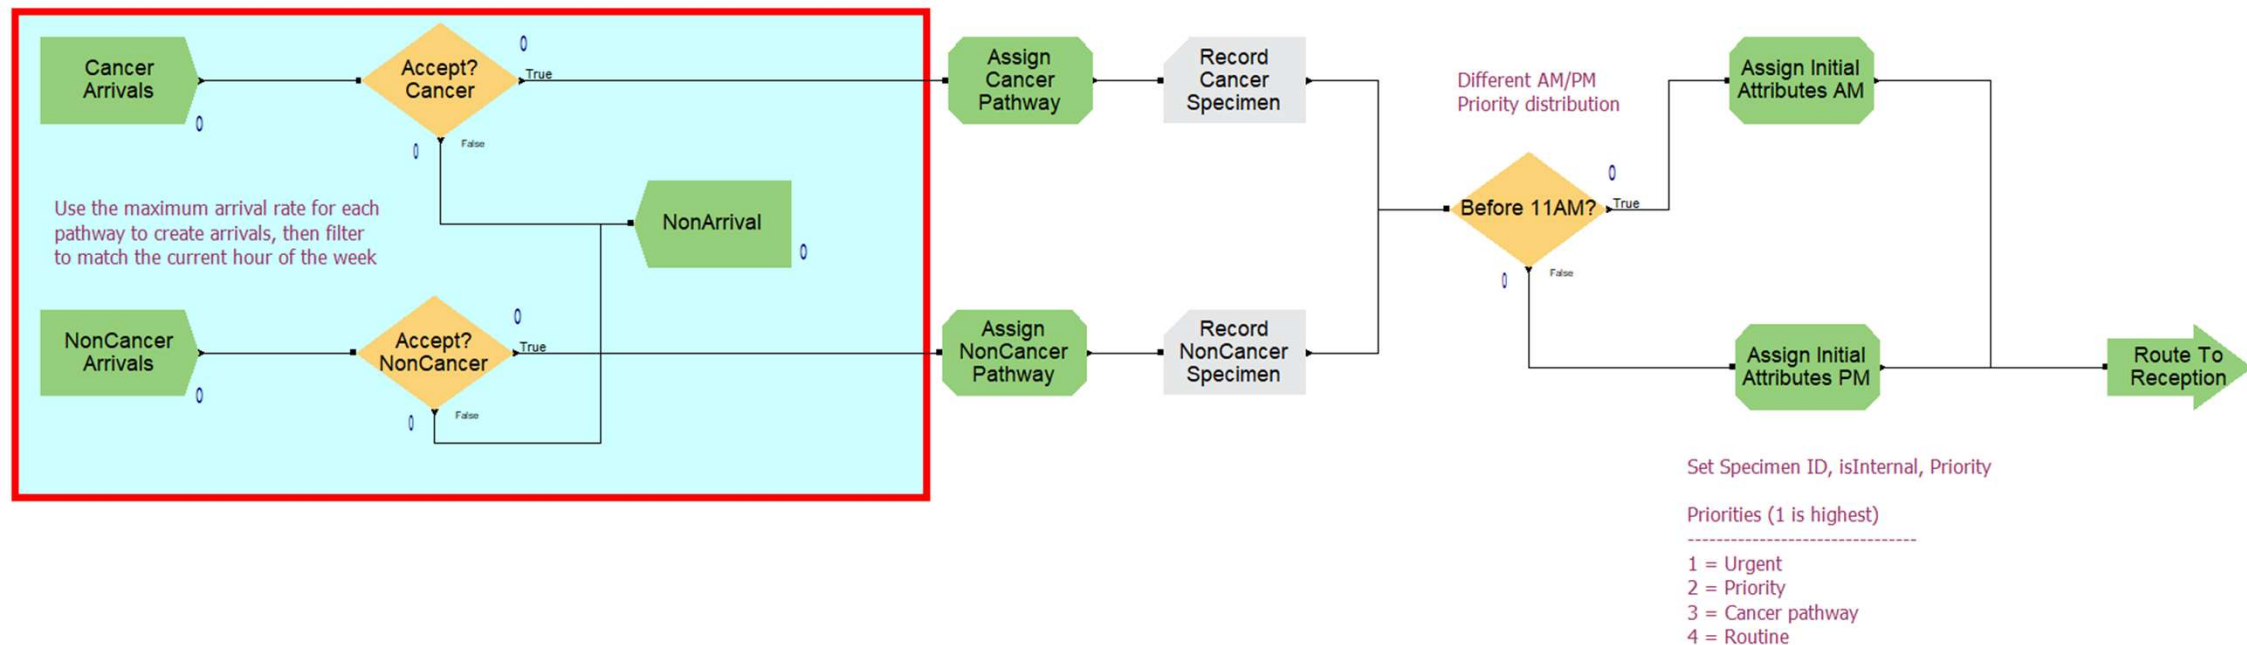 Cancer
Arrivals
0
Accept?
Cancer
0
True
0
False
Use the maximum arrival rate for each
pathway to create arrivals, then filter
to match the current hour of the week
NonArrival
0
NonCancer
Arrivals
0
Accept?
NonCancer
0
True
0
False
Assign
Cancer
Pathway
Record
Cancer
Specimen
Assign
NonCancer
Pathway
Record
NonCancer
Specimen
Different AM/PM
Priority distribution
Before 11AM?
0
True
0
False
Assign Initial
Attributes AM
Assign Initial
Attributes PM
Route To
Reception
Set Specimen ID, isInternal, Priority
Priorities (1 is highest)
--------------------------------
1 = Urgent
2 = Priority
3 = Cancer pathway
4 = Routine